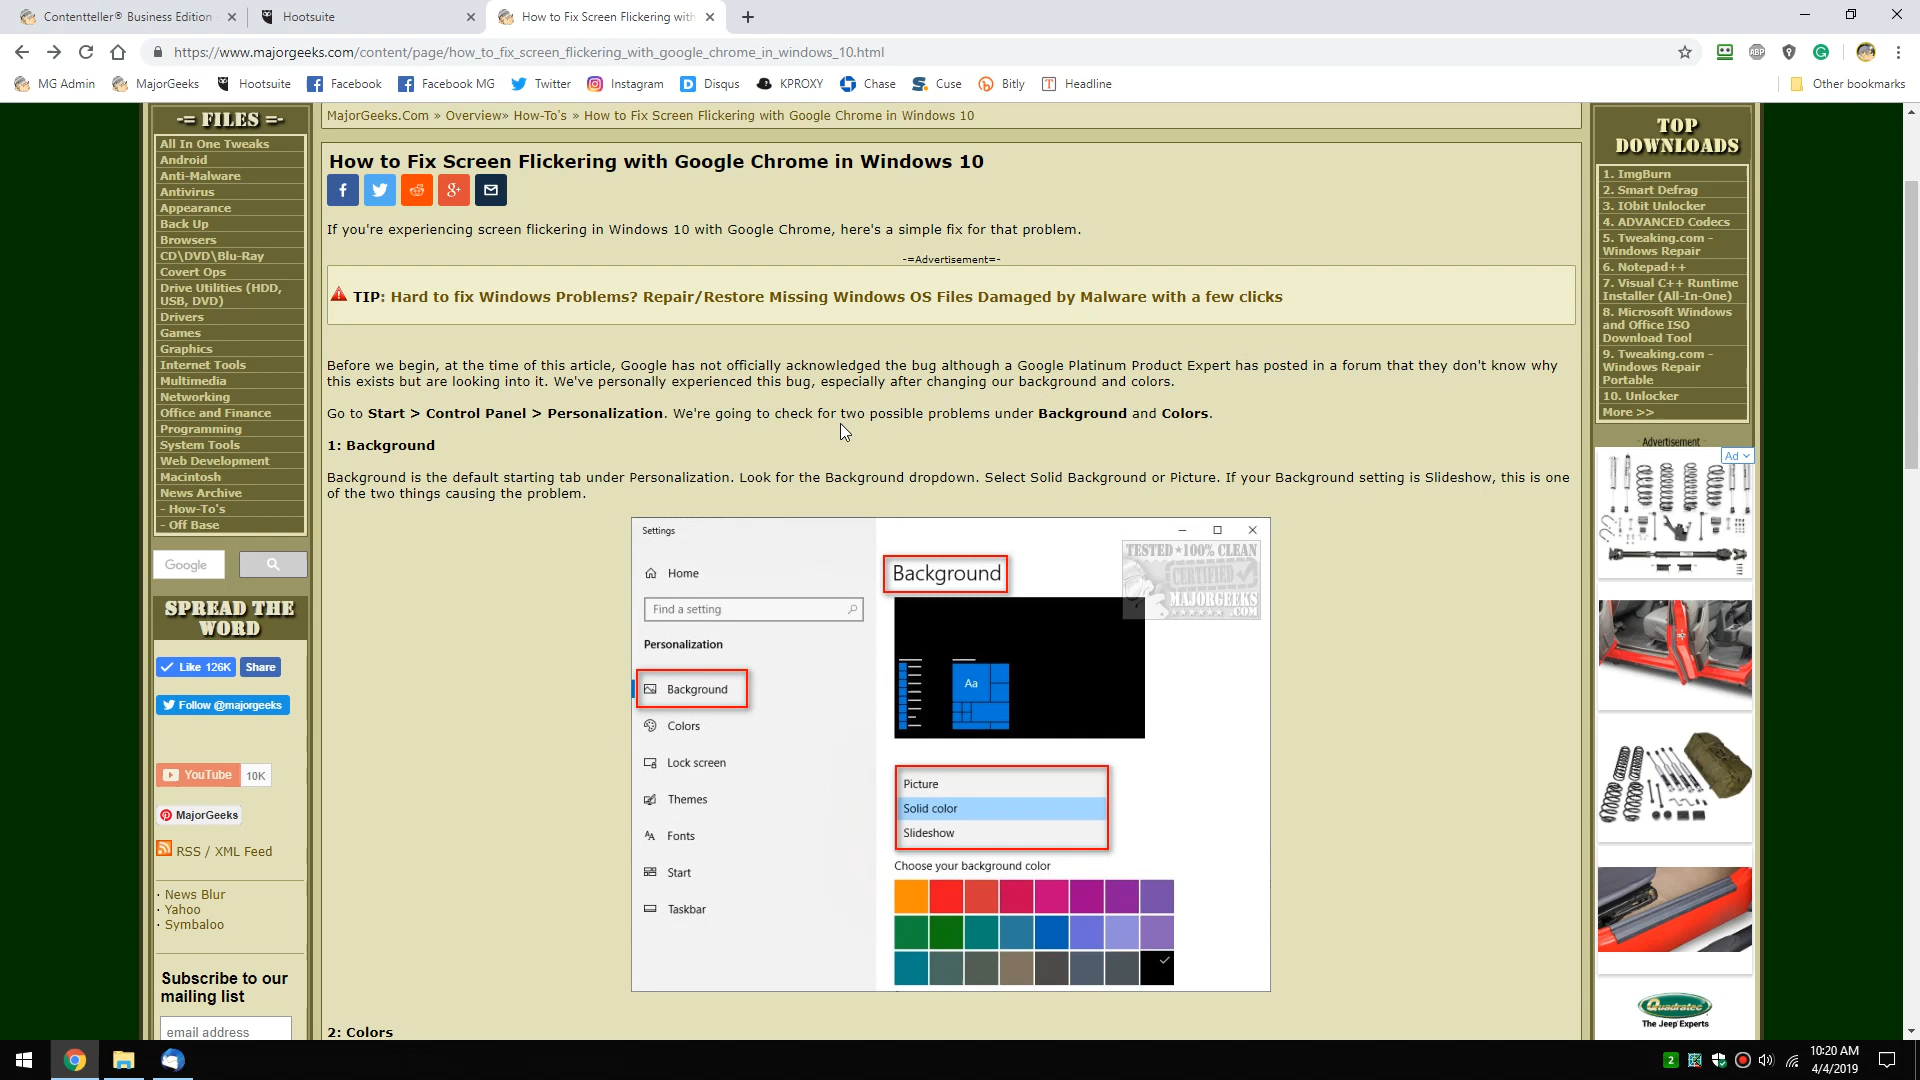 Contentteller® Business Edition
Hootsuite
How to Fix Screen Flickering with
https://www.majorgeeks.com/content/page/how_to_fix_screen_flickering_with_google_chrome_in_windows_10.html
ABP
MG Admin
MajorGeeks
Hootsuite
Facebook
Facebook MG
Twitter
Instagram
Disqus
KPROXY
Chase
Cuse
Bitly
Headline
Other bookmarks
-= FILES =-
All In One Tweaks
Android
Anti-Malware
Antivirus
Appearance
Back Up
Browsers
CD\DVD\Blu-Ray
Covert Ops
Drive Utilities (HDD,
USB, DVD)
Drivers
Games
Graphics
Internet Tools
Multimedia
Networking
Office and Finance
Programming
System Tools
Web Development
Macintosh
News Archive
- How-To's
- Off Base
Google
SPREAD THE
WORD
Like 126K
Share
Follow @majorgeeks
YouTube
10K
MajorGeeks
RSS / XML Feed
· News Blur
· Yahoo
· Symbaloo
Subscribe to our
mailing list
email address
MajorGeeks.Com » Overview» How-To's » How to Fix Screen Flickering with Google Chrome in Windows 10
How to Fix Screen Flickering with Google Chrome in Windows 10
If you're experiencing screen flickering in Windows 10 with Google Chrome, here's a simple fix for that problem.
-=Advertisement=-
TIP: Hard to fix Windows Problems? Repair/Restore Missing Windows OS Files Damaged by Malware with a few clicks
Before we begin, at the time of this article, Google has not officially acknowledged the bug although a Google Platinum Product Expert has posted in a forum that they don't know why
this exists but are looking into it. We've personally experienced this bug, especially after changing our background and colors.
Go to Start > Control Panel > Personalization. We're going to check for two possible problems under Background and Colors.
1: Background
Background is the default starting tab under Personalization. Look for the Background dropdown. Select Solid Background or Picture. If your Background setting is Slideshow, this is one
of the two things causing the problem.
Settings
Home
Find a setting
Personalization
Background
Colors
Lock screen
Themes
Fonts
Start
Taskbar
Background
TESTED ★100% CLEAN
CERTIFIED
MAJORGEEKS
.COM
Aa
Picture
Solid color
Slideshow
Choose your background color
2: Colors
TOP
DOWNLOADS
1. ImgBurn
2. Smart Defrag
3. IObit Unlocker
4. ADVANCED Codecs
5. Tweaking.com -
Windows Repair
6. Notepad++
7. Visual C++ Runtime
Installer (All-In-One)
8. Microsoft Windows
and Office ISO
Download Tool
9. Tweaking.com -
Windows Repair
Portable
10. Unlocker
More >>
- Advertisement -
Ad
Quadratec
The Jeep Experts
2
10:20 AM
4/4/2019